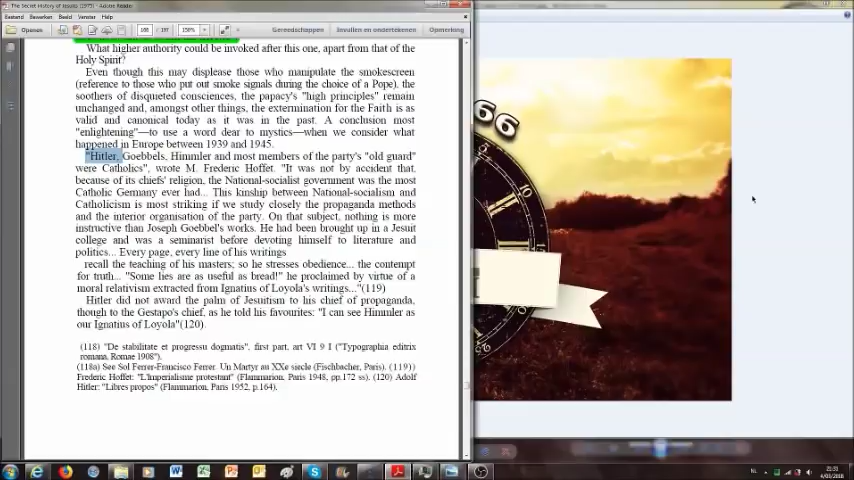 The Secret History of Jesuits (1975) - Adobe Reader
Bestand Bewerken Beeld Venster Help
Openen
168 / 197
150%
Gereedschappen
Invullen en ondertekenen
Opmerking
What higher authority could be invoked after this one, apart from that of the
Holy Spirit?
Even though this may displease those who manipulate the smokescreen
(reference to those who put out smoke signals during the choice of a Pope), the
soothers of disqueted consciences, the papacy's "high principles" remain
unchanged and, amongst other things, the extermination for the Faith is as
valid and canonical today as it was in the past. A conclusion most
"enlightening"—to use a word dear to mystics—when we consider what
happened in Europe between 1939 and 1945.
"Hitler, Goebbels, Himmler and most members of the party's "old guard"
were Catholics", wrote M. Frederic Hoffet. "It was not by accident that,
because of its chiefs' religion, the National-socialist government was the most
Catholic Germany ever had... This kinship between National-socialism and
Catholicism is most striking if we study closely the propaganda methods
and the interior organisation of the party. On that subject, nothing is more
instructive than Joseph Goebbel's works. He had been brought up in a Jesuit
college and was a seminarist before devoting himself to literature and
politics... Every page, every line of his writings
recall the teaching of his masters; so he stresses obedience... the contempt
for truth... "Some lies are as useful as bread!" he proclaimed by virtue of a
moral relativism extracted from Ignatius of Loyola's writings..."(119)
Hitler did not award the palm of Jesuitism to his chief of propaganda,
though to the Gestapo's chief, as he told his favourites: "I can see Himmler as
our Ignatius of Loyola"(120).
(118) "De stabilitate et progressu dogmatis", first part, art VI 9 I ("Typographia editrix
romana, Romae 1908").
(118a) See Sol Ferrer-Francisco Ferrer. Un Martyr au XXe siecle (Fischbacher, Paris). (119))
Frederic Hoffet: "L'Imperialisme protestant" (Flammarion, Paris 1948, pp.172 ss). (120) Adolf
Hitler: "Libres propos" (Flammarion, Paris 1952, p.164).
66
NL
21:33
4/03/2018